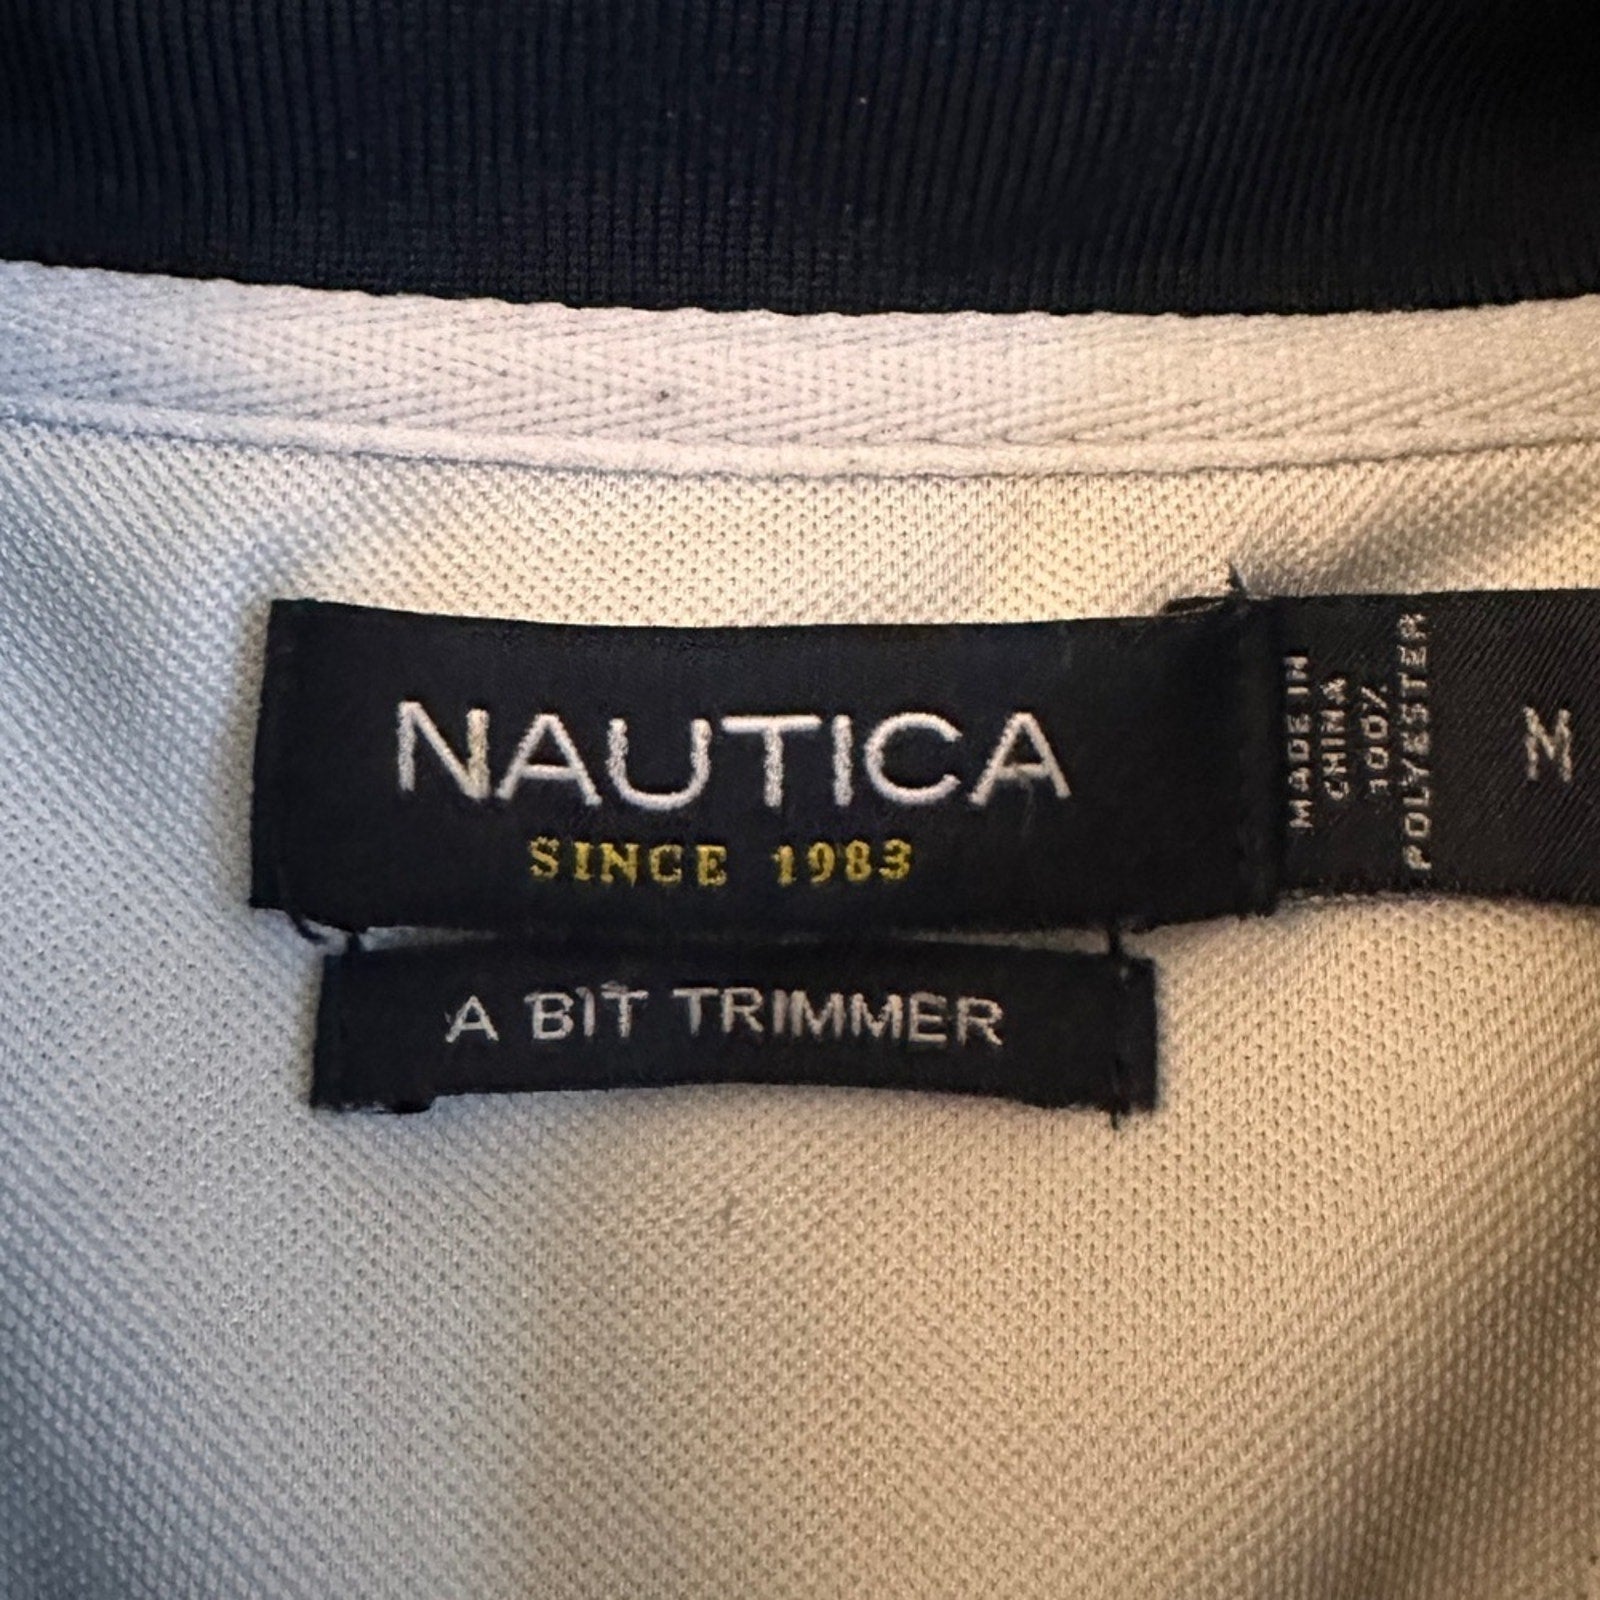 NAUTICA
SINCE 1983
A BIT TRIMMER
MADE IN
CHINA
100%
POLYESTER
M